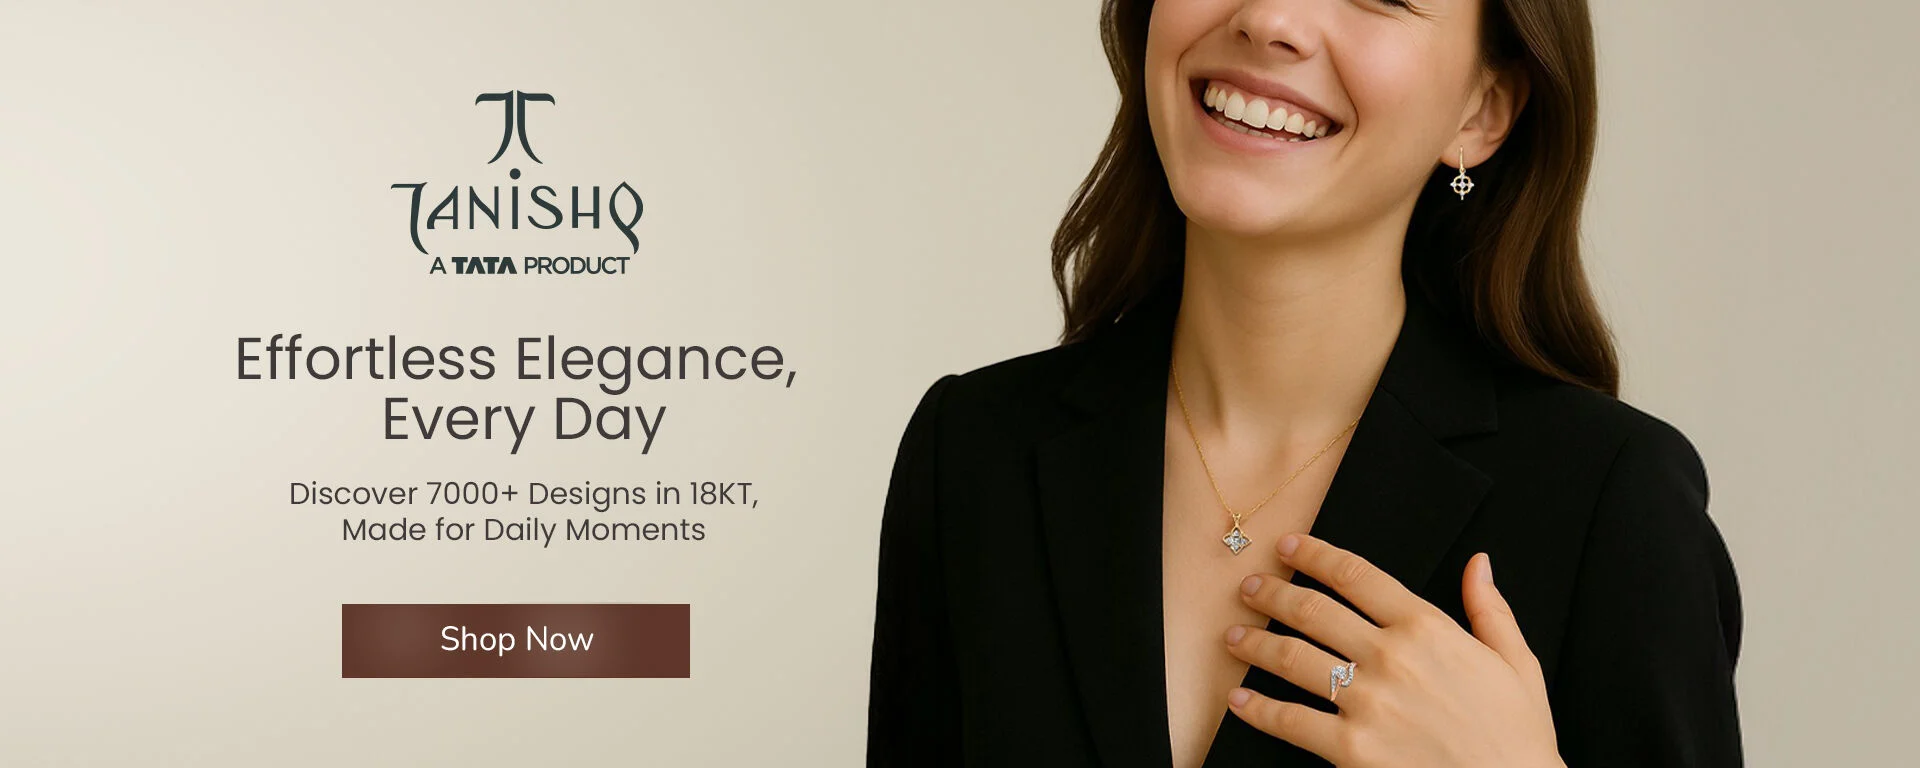 TANISHQ
A TATA PRODUCT
Effortless Elegance,
Every Day
Discover 7000+ Designs in 18KT,
Made for Daily Moments
Shop Now